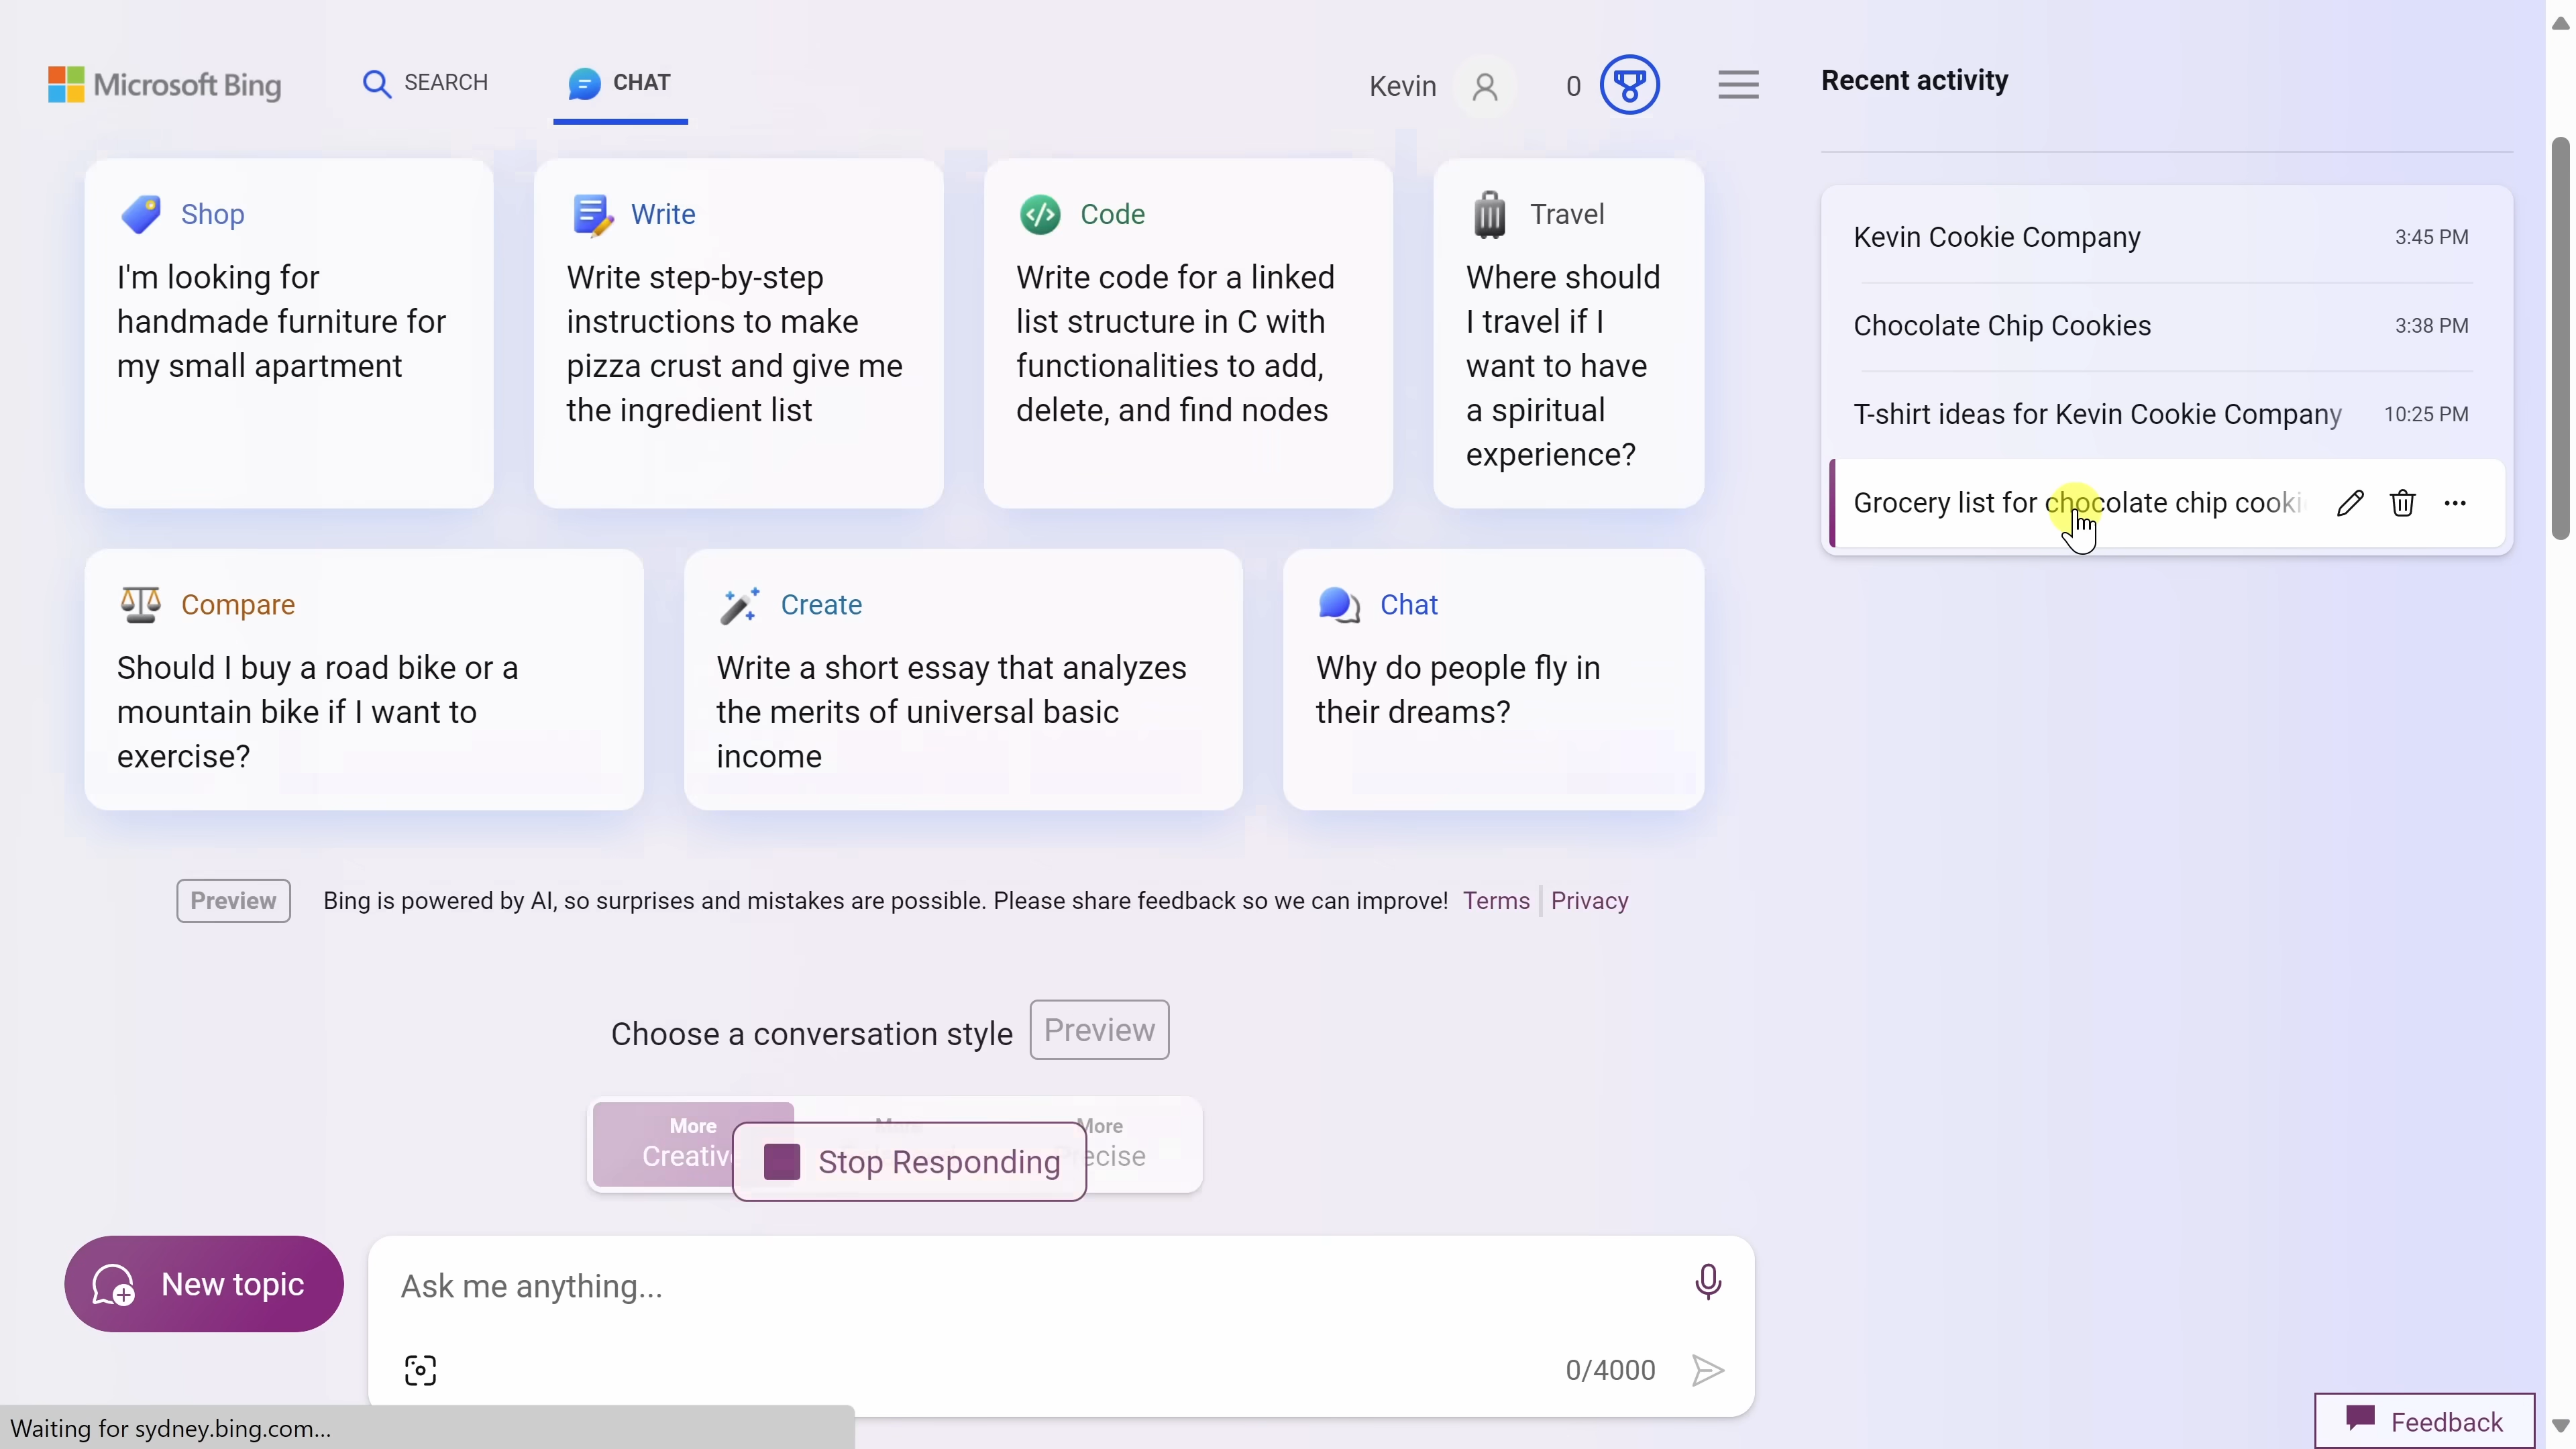 Microsoft Bing
SEARCH
CHAT
Kevin
0
Recent activity
Shop
I'm looking for
handmade furniture for
my small apartment
Write
Write step-by-step
instructions to make
pizza crust and give me
the ingredient list
Code
Write code for a linked
list structure in C with
functionalities to add,
delete, and find nodes
Travel
Where should
I travel if I
want to have
a spiritual
experience?
Kevin Cookie Company 3:45 PM
Chocolate Chip Cookies 3:38 PM
T-shirt ideas for Kevin Cookie Company 10:25 PM
Grocery list for chocolate chip cooki
Compare
Should I buy a road bike or a
mountain bike if I want to
exercise?
Create
Write a short essay that analyzes
the merits of universal basic
income
Chat
Why do people fly in
their dreams?
Preview
Bing is powered by AI, so surprises and mistakes are possible. Please share feedback so we can improve! Terms Privacy
Choose a conversation style Preview
More
Creativ
More
More
ecise
Stop Responding
New topic
Ask me anything...
0/4000
Waiting for sydney.bing.com...
Feedback